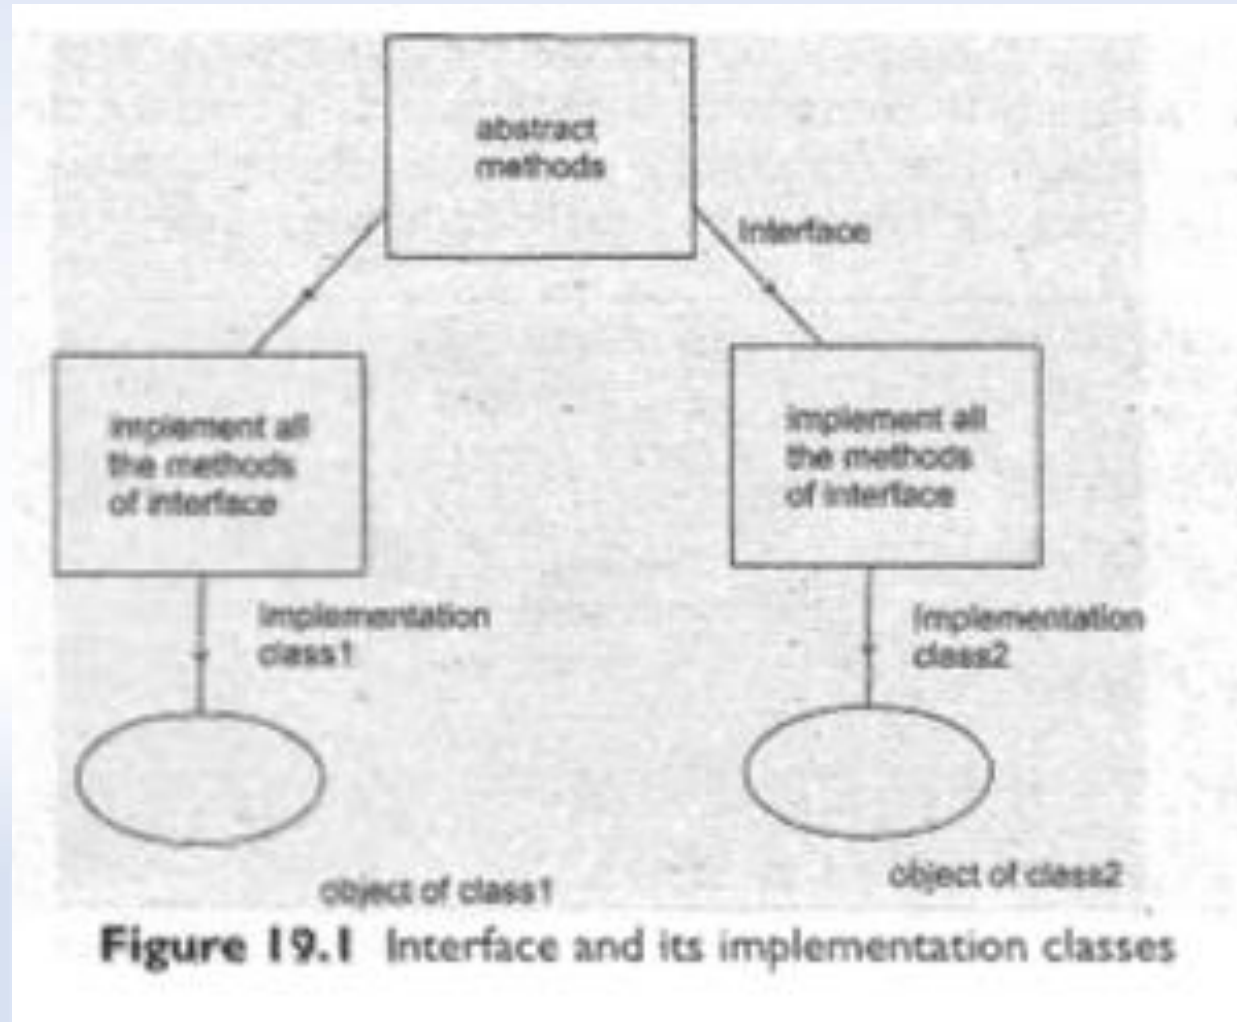 abstract
methods
Interface
implement all
the methods
of interface
implement all
the methods
of interface
Implementation
class1
Implementation
class2
object of class1
object of class2
Figure 19.1 Interface and its implementation classes